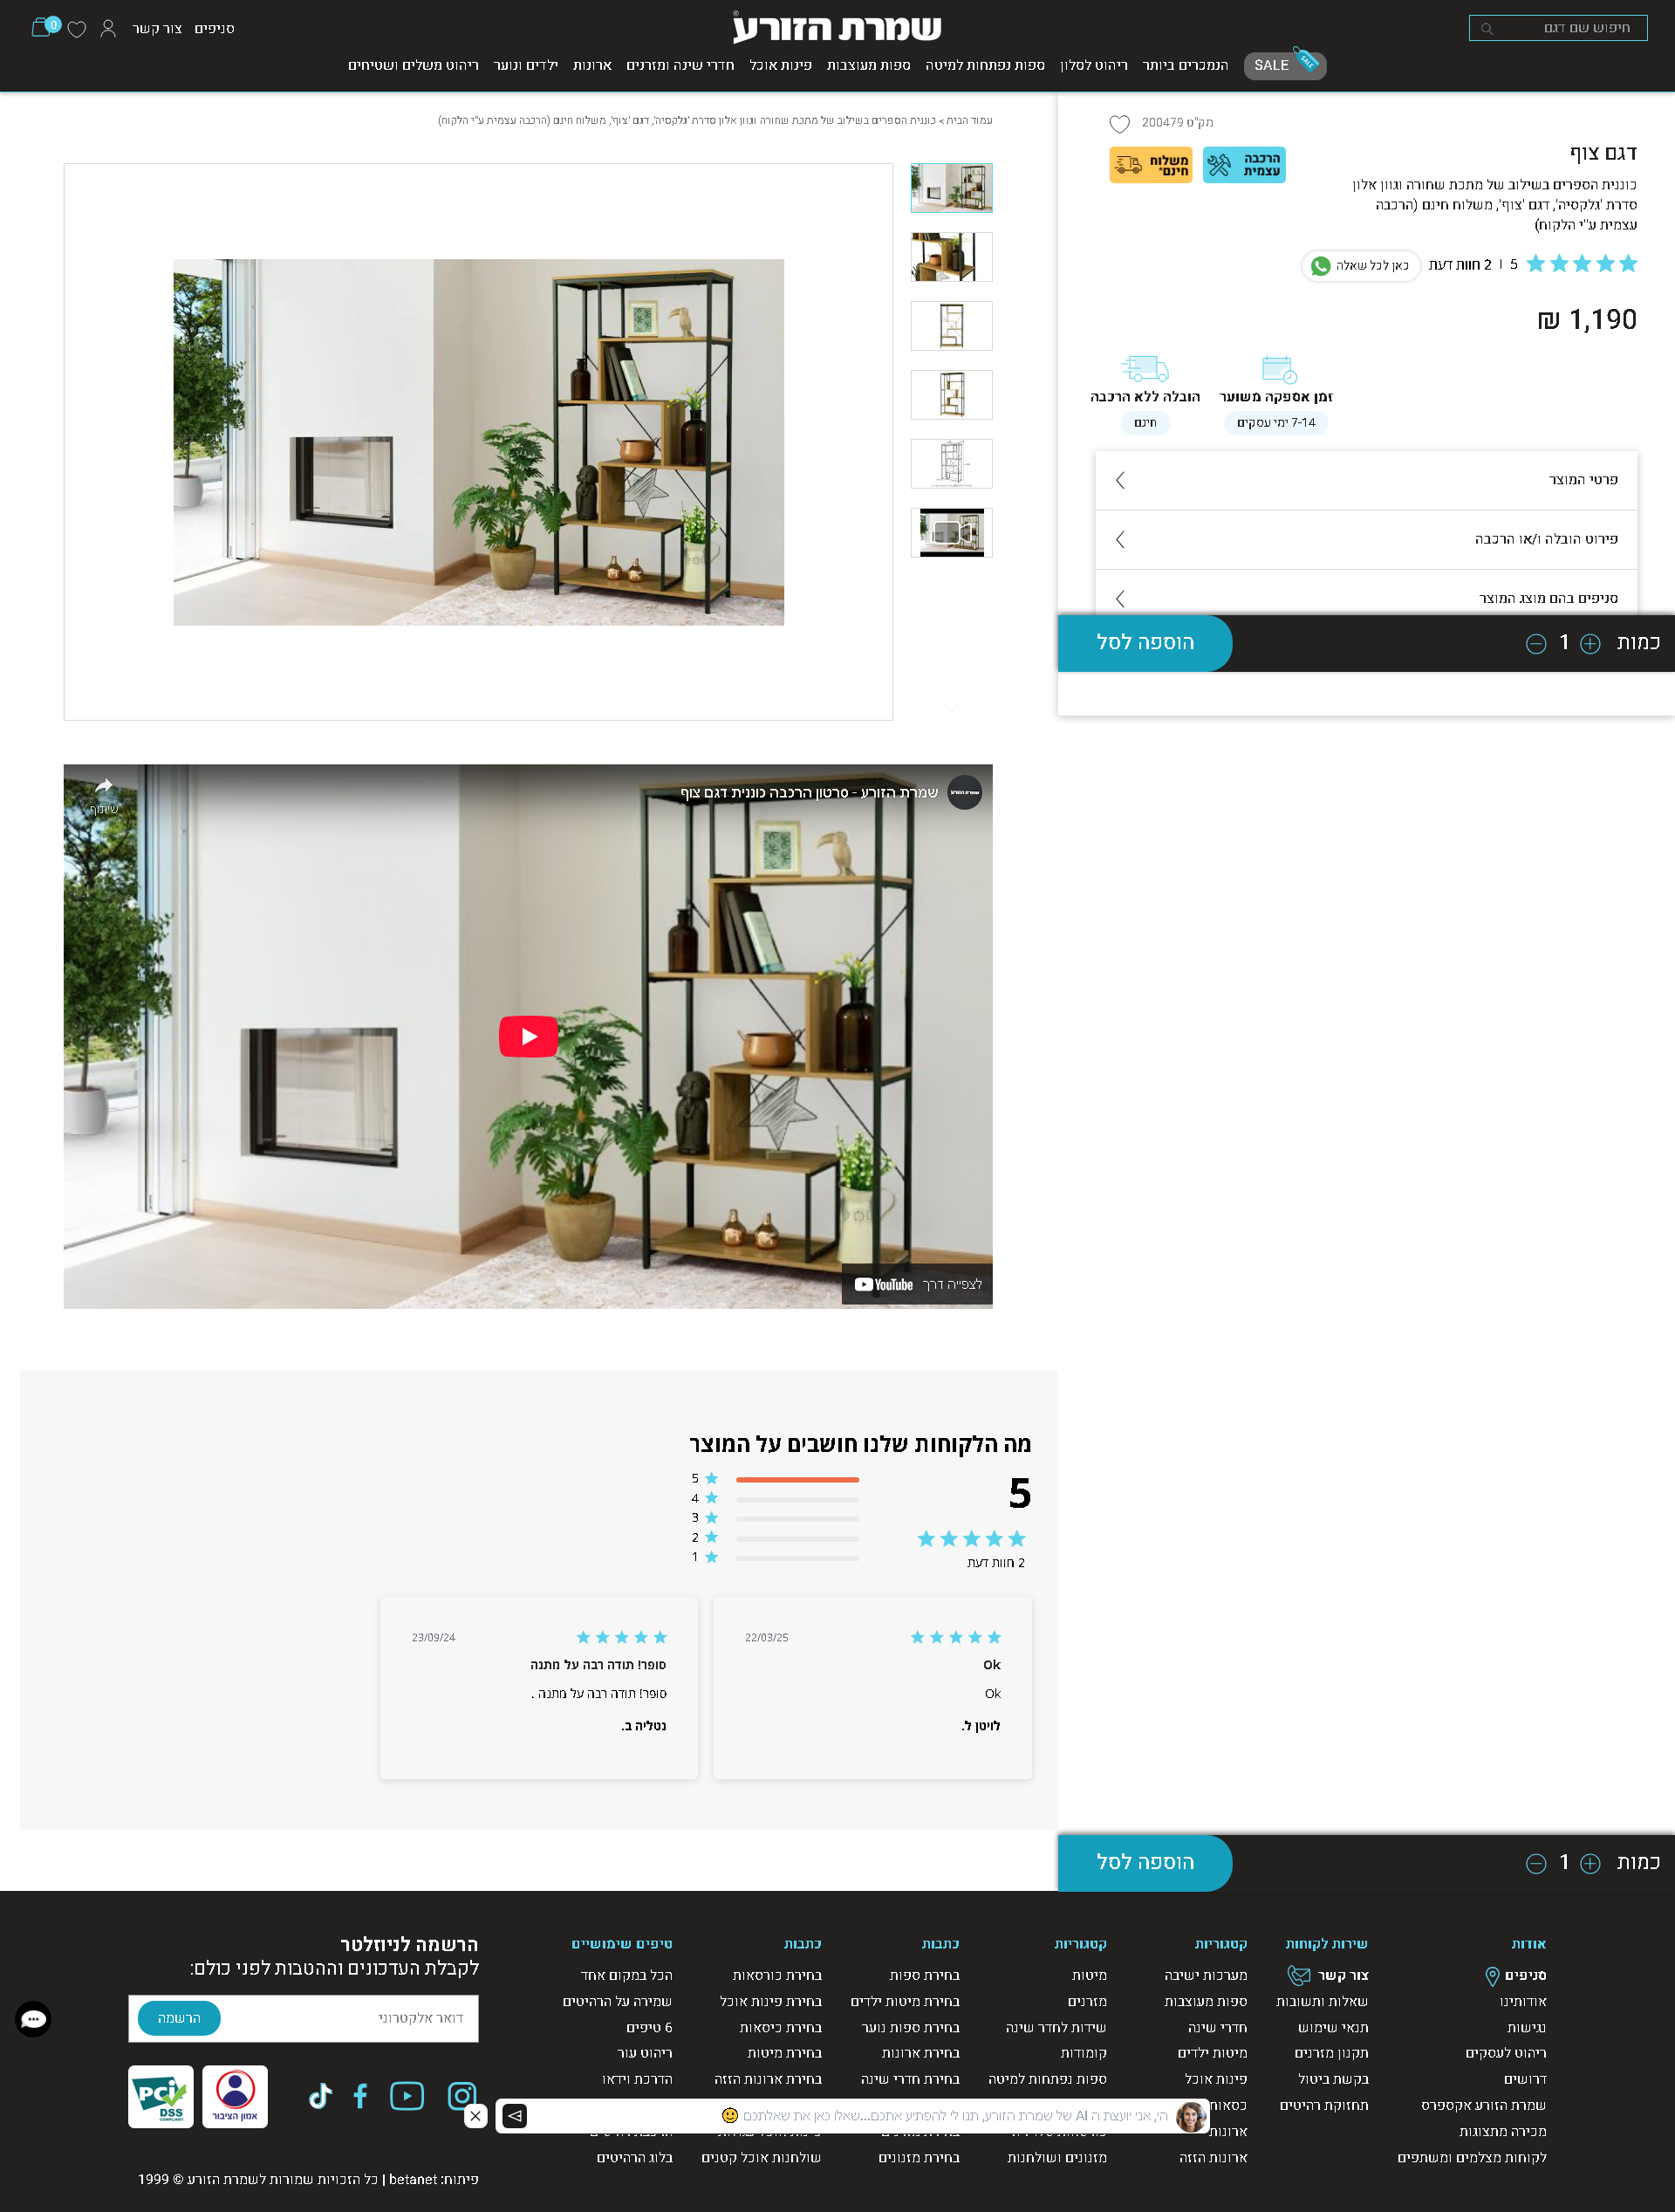 חיפוש שם דגם
שמרת הזורע®
סניפים
צור קשר
0
SALE
SALE
הנמכרים ביותר
ריהוט לסלון
ספות נפתחות למיטה
ספות מעוצבות
פינות אוכל
חדרי שינה ומזרנים
ארונות
ילדים ונוער
ריהוט משלים ושטיחים
עמוד הבית > כוננית הספרים בשילוב של מתכת שחורה וגוון אלון סדרת 'גלקסיה', דגם 'צוף', משלוח חינם (הרכבה עצמית ע"י הלקוח)
מק"ט 200479
דגם צוף
הרכבה עצמית
משלוח חינם*
כוננית הספרים בשילוב של מתכת שחורה וגוון אלון
סדרת 'גלקסיה', דגם 'צוף', משלוח חינם (הרכבה
עצמית ע"י הלקוח)
5 | 2 חוות דעת
כאן לכל שאלה
1,190 ₪
זמן אספקה משוער
7-14 ימי עסקים
הובלה ללא הרכבה
חינם
פרטי המוצר
פירוט הובלה ו/או הרכבה
סניפים בהם מוצג המוצר
כמות
1
הוספה לסל
שמרת הזורע - סרטון הרכבה כוננית דגם צוף
שיתוף
לצפייה דרך YouTube
מה הלקוחות שלנו חושבים על המוצר
5
2 חוות דעת
5
4
3
2
1
22/03/25
Ok
Ok
לויטן ל.
23/09/24
סופר! תודה רבה על מתנה
סופר! תודה רבה על מתנה .
נטליה ב.
כמות
1
הוספה לסל
אודות
סניפים
אודותינו
נגישות
ריהוט לעסקים
דרושים
שמרת הזורע אקספרס
מכירה מתצוגות
לקוחות מצלמים ומשתפים
שירות לקוחות
צור קשר
שאלות ותשובות
תנאי שימוש
תקנון מזרנים
בקשת ביטול
תחזוקת רהיטים
קטגוריות
מערכות ישיבה
ספות מעוצבות
חדרי שינה
מיטות ילדים
פינות אוכל
כסאות
ארונות
ארונות הזזה
קטגוריות
מיטות
מזרנים
שידות לחדר שינה
קומודות
ספות נפתחות למיטה
מזנונים ושולחנות
כתבות
בחירת ספות
בחירת מיטות ילדים
בחירת ספות נוער
בחירת ארונות
בחירת חדרי שינה
בחירת מזנונים
כתבות
בחירת כורסאות
בחירת פינות אוכל
בחירת כיסאות
בחירת מיטות
בחירת ארונות הזזה
שולחנות אוכל קטנים
טיפים שימושיים
הכל במקום אחד
שמירה על הרהיטים
6 טיפים
ריהוט עור
הדרכת וידאו
בלוג הרהיטים
הרשמה לניוזלטר
לקבלת העדכונים וההטבות לפני כולם:
דואר אלקטרוני
הרשמה
אמון הציבור
PCI DSS COMPLIANT
היי, אני יועצת ה AI של שמרת הזורע, תנו לי להפתיע אתכם...שאלו כאן את שאלתכם 🙂
פיתוח: betanet | כל הזכויות שמורות לשמרת הזורע © 1999